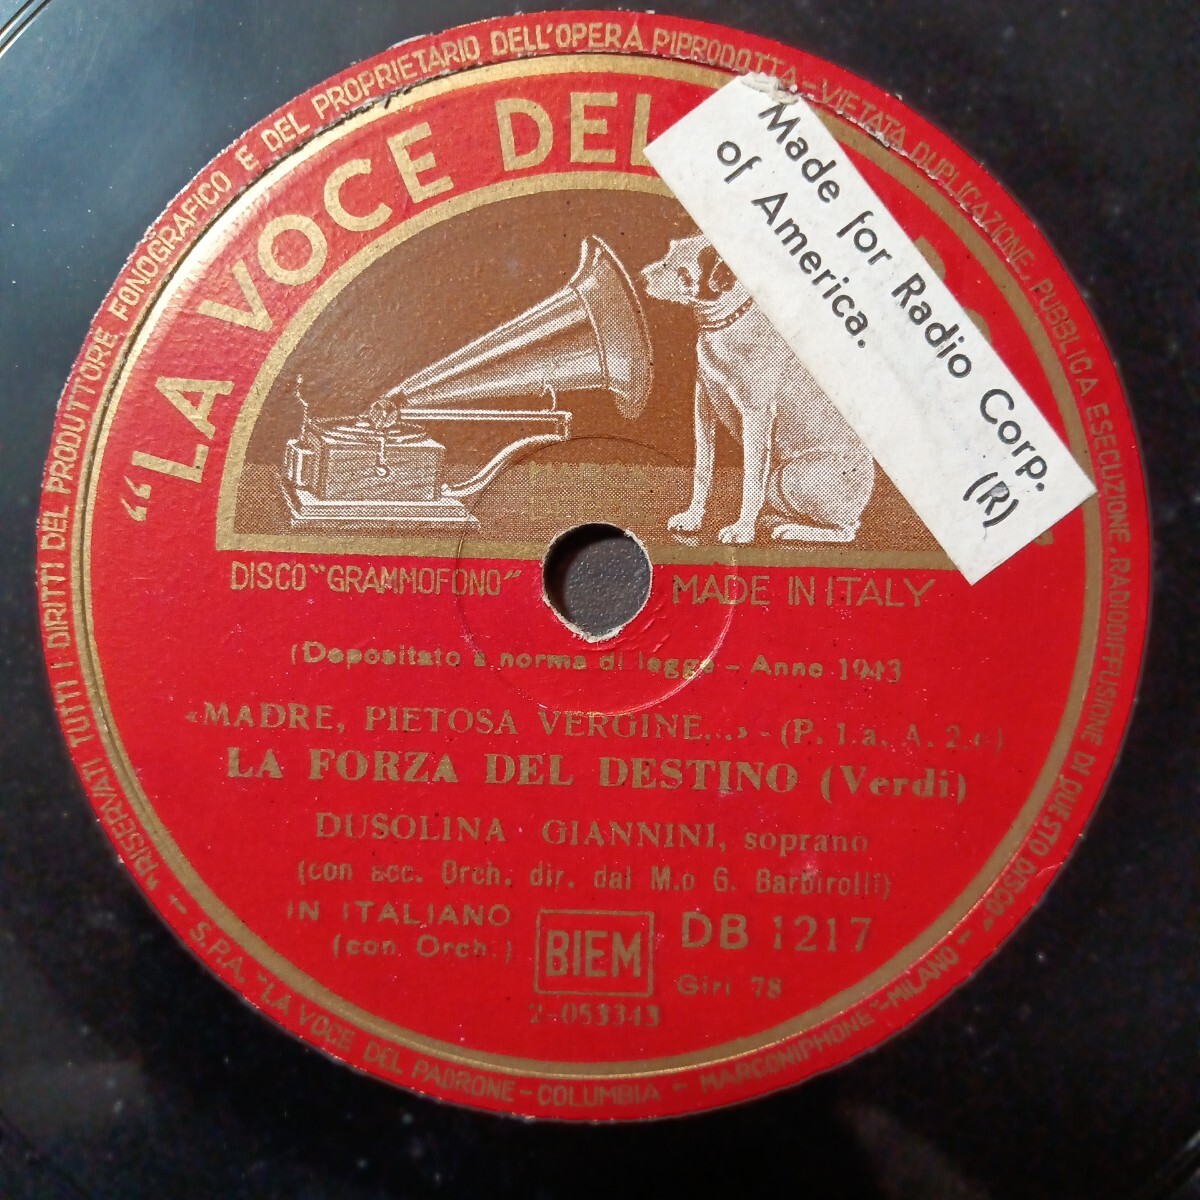 "RISERVATI TUTTI I DIRITTI DEL PRODUTTORE FONOGRAFICO E DEL PROPRIETARIO DELL'OPERA PIPRODOTTA - VIETATA DUPLICAZIONE, PUBBLICA ESECUZIONE, RADIODIFFUSIONE DI QUESTO DISCO"
"LA VOCE DEL
Made for Radio Corp.
of America.
(R)
DISCO "GRAMMOFONO" MADE IN ITALY
(Depositato a norma di legge - Anno 1943
«MADRE, PIETOSA VERGINE...» - (P. 1.a, A. 2.o)
LA FORZA DEL DESTINO (Verdi)
DUSOLINA GIANNINI, soprano
(con acc. Orch. dir. dal M.o G. Barbirolli)
IN ITALIANO
(con Orch.)
BIEM
DB 1217
Giri 78
2-053343
- S.P.A. "LA VOCE DEL PADRONE - COLUMBIA - MARCONIPHONE" - MILANO -